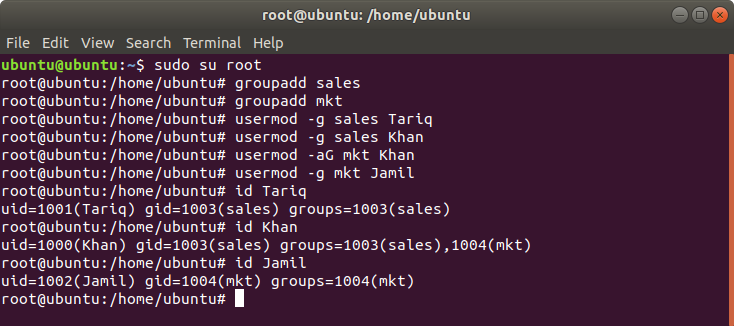 root@ubuntu: /home/ubuntu
File Edit View Search Terminal Help
ubuntu@ubuntu:~$ sudo su root
root@ubuntu:/home/ubuntu# groupadd sales
root@ubuntu:/home/ubuntu# groupadd mkt
root@ubuntu:/home/ubuntu# usermod -g sales Tariq
root@ubuntu:/home/ubuntu# usermod -g sales Khan
root@ubuntu:/home/ubuntu# usermod -aG mkt Khan
root@ubuntu:/home/ubuntu# usermod -g mkt Jamil
root@ubuntu:/home/ubuntu# id Tariq
uid=1001(Tariq) gid=1003(sales) groups=1003(sales)
root@ubuntu:/home/ubuntu# id Khan
uid=1000(Khan) gid=1003(sales) groups=1003(sales),1004(mkt)
root@ubuntu:/home/ubuntu# id Jamil
uid=1002(Jamil) gid=1004(mkt) groups=1004(mkt)
root@ubuntu:/home/ubuntu#